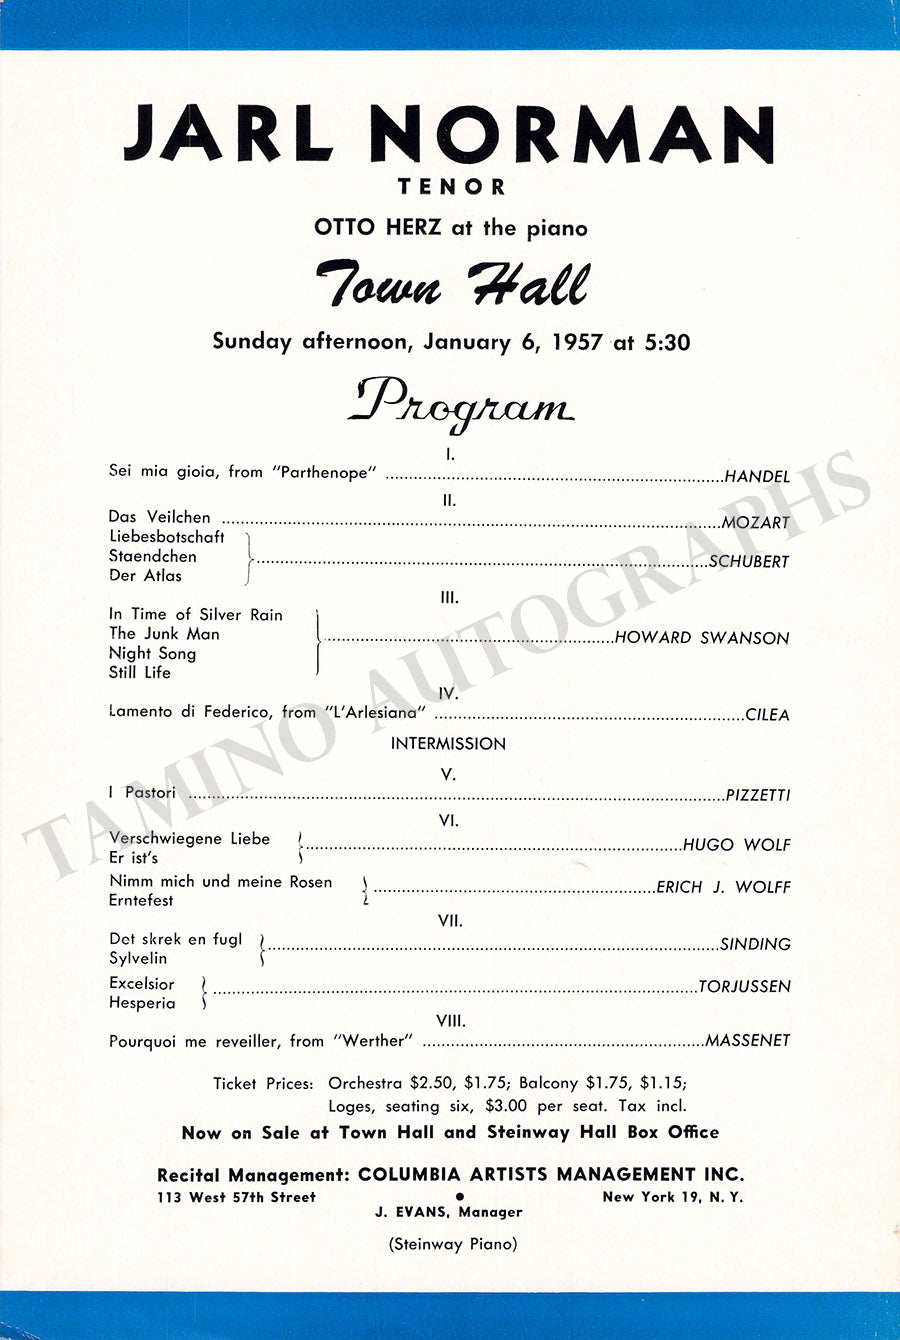 JARL NORMAN
TENOR
OTTO HERZ at the piano
Town Hall
Sunday afternoon, January 6, 1957 at 5:30
Program
I.
Sei mia gioia, from "Parthenope" HANDEL
II.
Das Veilchen MOZART
Liebesbotschaft
Staendchen
Der Atlas
SCHUBERT
III.
In Time of Silver Rain
The Junk Man
Night Song
Still Life
HOWARD SWANSON
IV.
Lamento di Federico, from "L'Arlesiana" CILEA
INTERMISSION
V.
I Pastori PIZZETTI
VI.
Verschwiegene Liebe
Er ist's
HUGO WOLF
Nimm mich und meine Rosen
Erntefest
ERICH J. WOLFF
VII.
Det skrek en fugl
Sylvelin
SINDING
Excelsior
Hesperia
TORJUSSEN
VIII.
Pourquoi me reveiller, from "Werther" MASSENET
Ticket Prices: Orchestra $2.50, $1.75; Balcony $1.75, $1.15;
Loges, seating six, $3.00 per seat. Tax incl.
Now on Sale at Town Hall and Steinway Hall Box Office
Recital Management: COLUMBIA ARTISTS MANAGEMENT INC.
113 West 57th Street • New York 19, N. Y.
J. EVANS, Manager
(Steinway Piano)
TAMINO AUTOGRAPHS